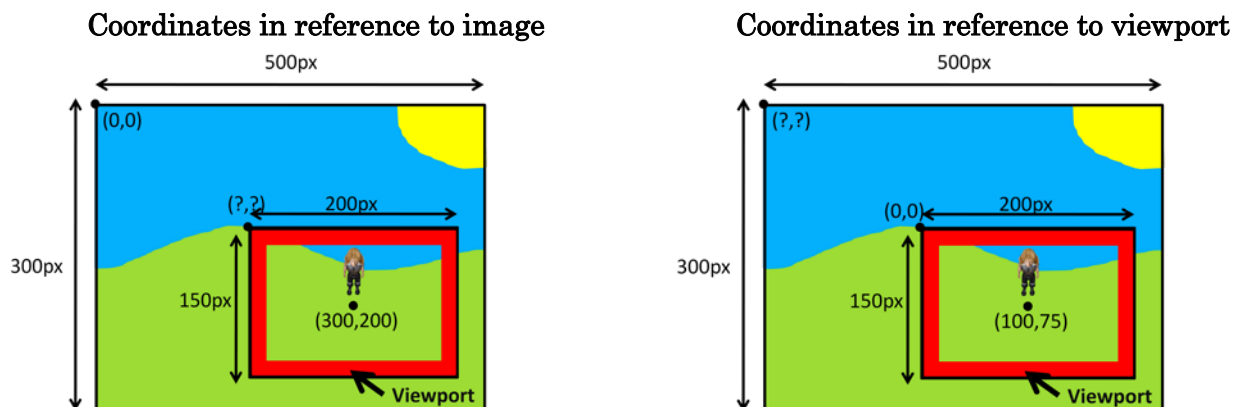 Coordinates in reference to image
500px
(0,0)
(?,?)
200px
300px
150px
(300,200)
Viewport
Coordinates in reference to viewport
500px
(?,?)
(0,0)
200px
300px
150px
(100,75)
Viewport